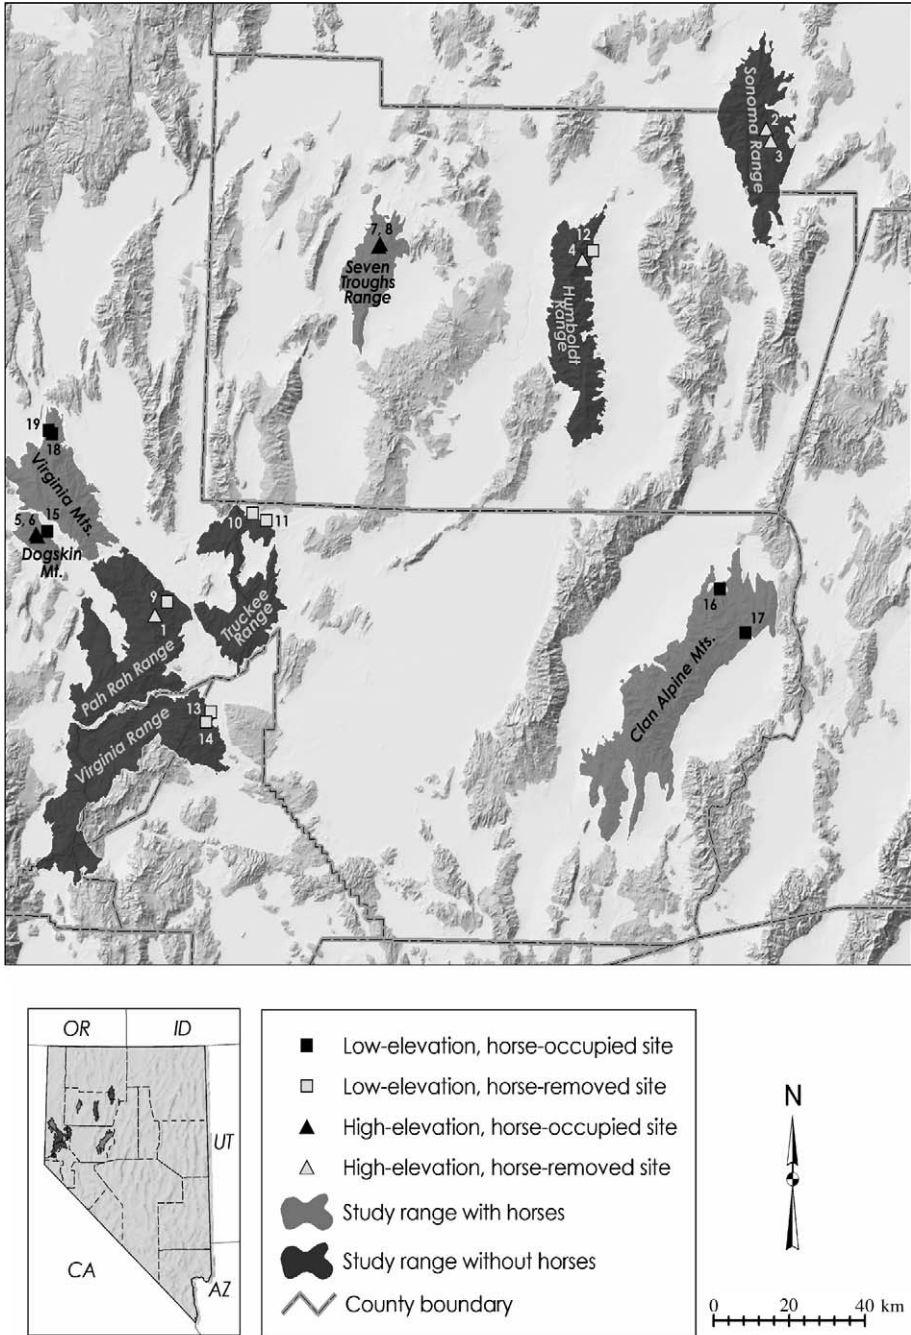 Sonoma Range
2
3
7, 8
Seven
Troughs
Range
12
4
Humboldt
Range
19
18
Virginia Mts.
5, 6
15
Dogskin
Mt.
10
11
9
1
Truckee
Range
Pah Rah Range
16
17
Clan Alpine Mts.
13
14
Virginia Range
OR
ID
UT
CA
AZ
Low-elevation, horse-occupied site
Low-elevation, horse-removed site
High-elevation, horse-occupied site
High-elevation, horse-removed site
Study range with horses
Study range without horses
County boundary
N
0 20 40 km